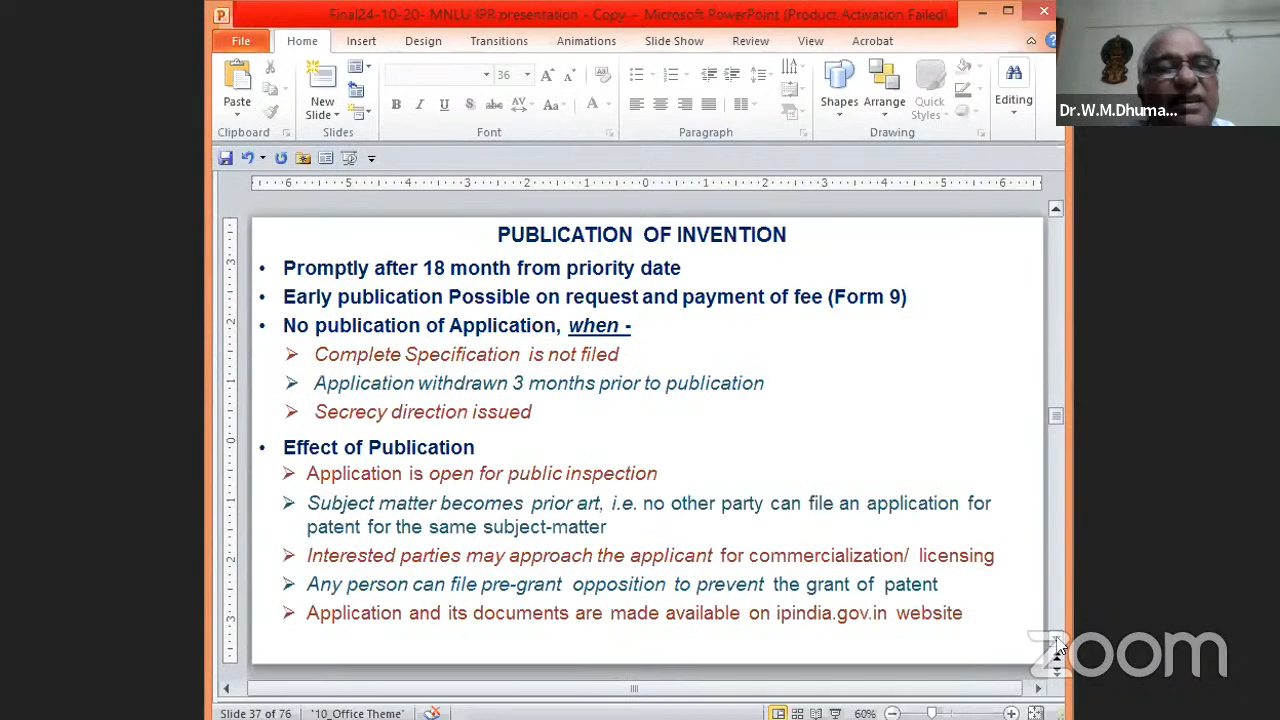 Final24-10-20- MNLU IPR presentation - Copy - Microsoft PowerPoint (Product Activation Failed)
File Home Insert Design Transitions Animations Slide Show Review View Acrobat
36
Paste New Slide Shapes Arrange Quick Styles Editing
Clipboard Slides Font Paragraph Drawing
Dr.W.M.Dhuma...
PUBLICATION OF INVENTION
• Promptly after 18 month from priority date
• Early publication Possible on request and payment of fee (Form 9)
• No publication of Application, when -
➢ Complete Specification is not filed
➢ Application withdrawn 3 months prior to publication
➢ Secrecy direction issued
• Effect of Publication
➢ Application is open for public inspection
➢ Subject matter becomes prior art, i.e. no other party can file an application for
patent for the same subject-matter
➢ Interested parties may approach the applicant for commercialization/ licensing
➢ Any person can file pre-grant opposition to prevent the grant of patent
➢ Application and its documents are made available on ipindia.gov.in website
zoom
Slide 37 of 76 '10_Office Theme' 60%